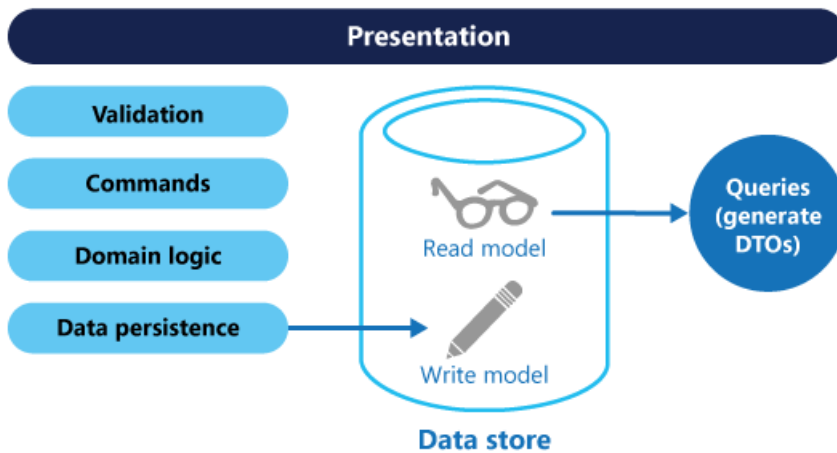 Presentation
Validation
Commands
Domain logic
Data persistence
Read model
Write model
Data store
Queries
(generate
DTOs)